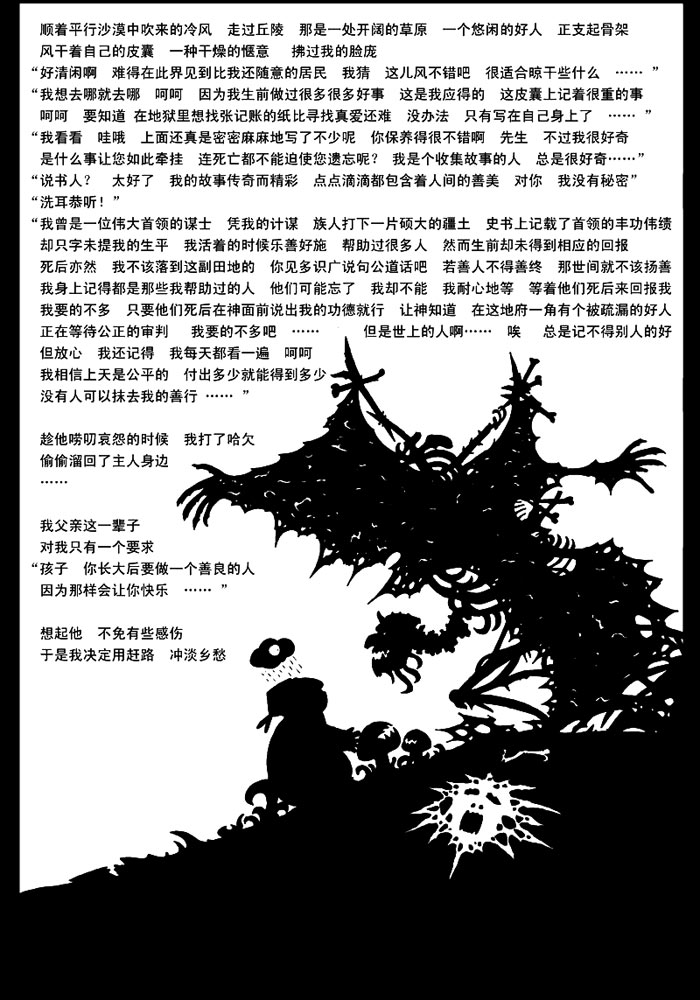 顺着平行沙漠中吹来的冷风　走过丘陵　那是一处开阔的草原　一个悠闲的好人　正支起骨架
风干着自己的皮囊　一种干燥的惬意　拂过我的脸庞
“好清闲啊　难得在此界见到比我还随意的居民　我猜　这儿风不错吧　很适合晾干些什么　…… ”
“我想去哪就去哪　呵呵　因为我生前做过很多很多好事　这是我应得的　这皮囊上记着很重的事
呵呵　要知道 在地狱里想找张记账的纸比寻找真爱还难　没办法　只有写在自己身上了　…… ”
“我看看　哇哦　上面还真是密密麻麻地写了不少呢　你保养得很不错啊　先生　不过我很好奇
是什么事让您如此牵挂　连死亡都不能迫使您遗忘呢？ 我是个收集故事的人　总是很好奇……”
“说书人？　太好了　我的故事传奇而精彩　点点滴滴都包含着人间的善美　对你　我没有秘密”
“洗耳恭听！”
“我曾是一位伟大首领的谋士　凭我的计谋　族人打下一片硕大的疆土　史书上记载了首领的丰功伟绩
却只字未提我的生平　我活着的时候乐善好施　帮助过很多人　然而生前却未得到相应的回报
死后亦然　我不该落到这副田地的　你见多识广说句公道话吧　若善人不得善终　那世间就不该扬善
我身上记得都是那些我帮助过的人　他们可能忘了　我却不能　我耐心地等　等着他们死后来回报我
我要的不多　只要他们死后在神面前说出我的功德就行　让神知道　在这地府一角有个被疏漏的好人
正在等待公正的审判　我要的不多吧　……　但是世上的人啊……　唉　总是记不得别人的好
但放心　我还记得　我每天都看一遍　呵呵
我相信上天是公平的　付出多少就能得到多少
没有人可以抹去我的善行 …… ”
趁他唠叨哀怨的时候　我打了哈欠
偷偷溜回了主人身边
……
我父亲这一辈子
对我只有一个要求
“孩子　你长大后要做一个善良的人
因为那样会让你快乐　…… ”
想起他　不免有些感伤
于是我决定用赶路　冲淡乡愁